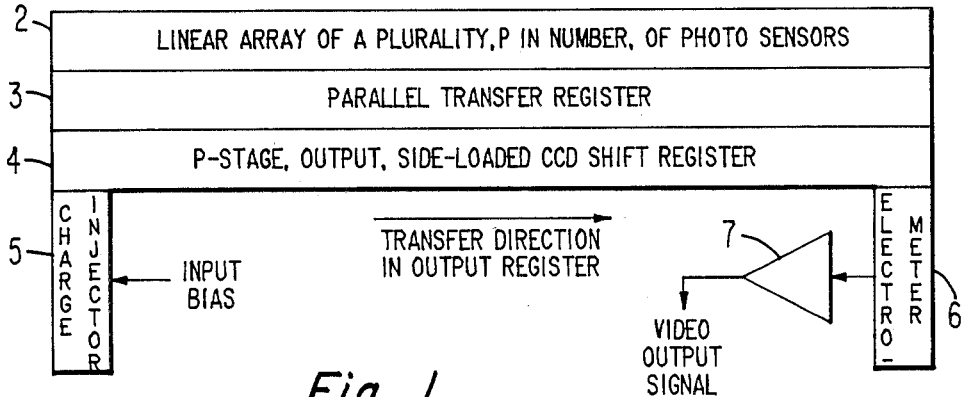 2
LINEAR ARRAY OF A PLURALITY, P IN NUMBER, OF PHOTO SENSORS
3
PARALLEL TRANSFER REGISTER
4
P-STAGE, OUTPUT, SIDE-LOADED CCD SHIFT REGISTER
5
CHARGE
INJECTOR
INPUT
BIAS
TRANSFER DIRECTION
IN OUTPUT REGISTER
7
VIDEO
OUTPUT
SIGNAL
ELECTRO-
METER
6
Fig. 1